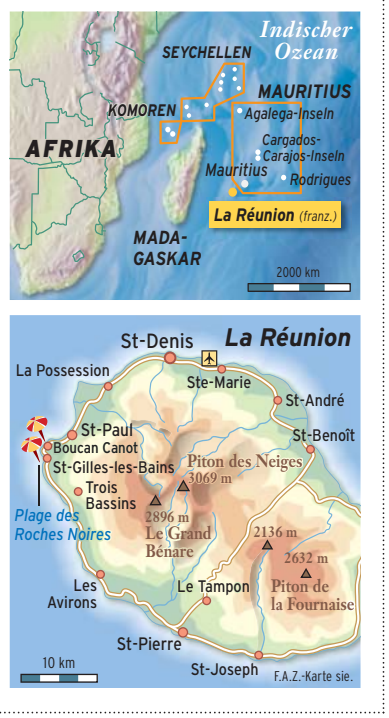 Indischer
Ozean
SEYCHELLEN
MAURITIUS
KOMOREN
Agalega-Inseln
AFRIKA
Cargados-
Carajos-Inseln
Mauritius
Rodrigues
La Réunion (franz.)
MADA-
GASKAR
2000 km
La Réunion
St-Denis
La Possession
Ste-Marie
St-André
St-Paul
St-Benoît
Boucan Canot
St-Gilles-les-Bains
Piton des Neiges
3069 m
Trois
Bassins
2896 m
Le Grand
Bénare
Plage des
Roches Noires
2136 m
2632 m
Piton de
la Fournaise
Les
Avirons
Le Tampon
St-Pierre
St-Joseph
10 km
F.A.Z.-Karte sie.